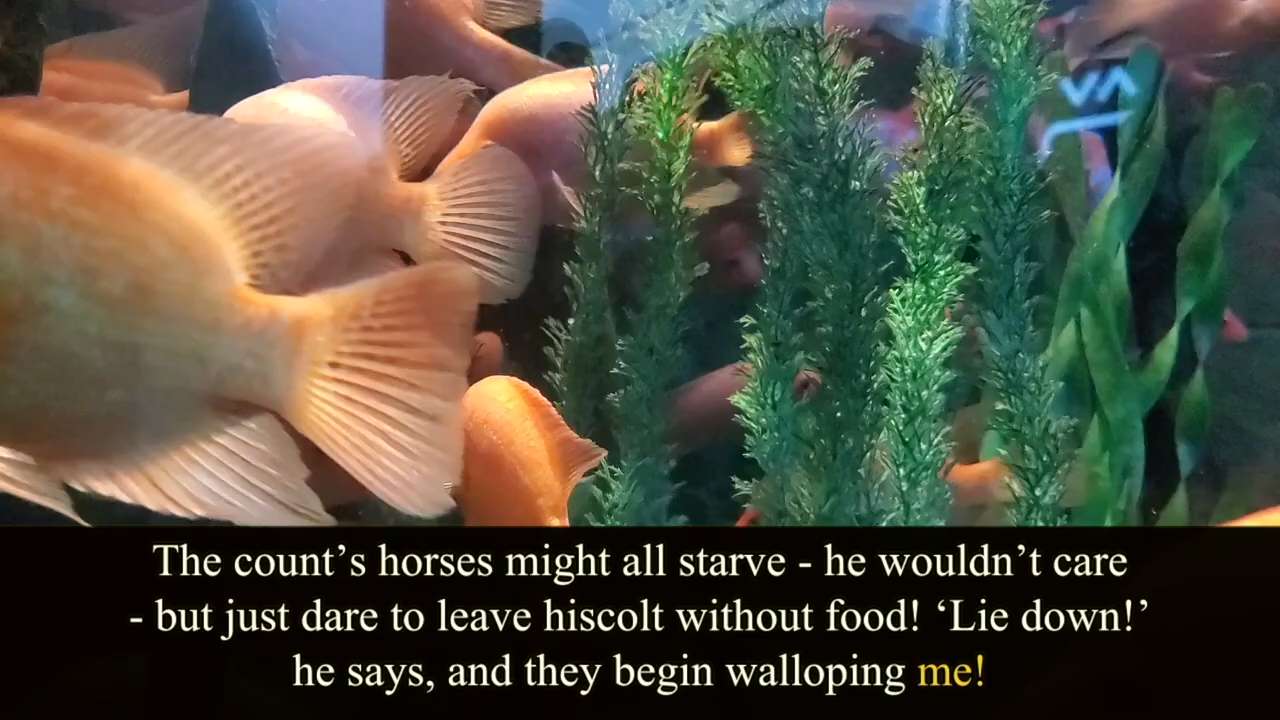 The count’s horses might all starve - he wouldn’t care
- but just dare to leave hiscolt without food! ‘Lie down!’
he says, and they begin walloping me!